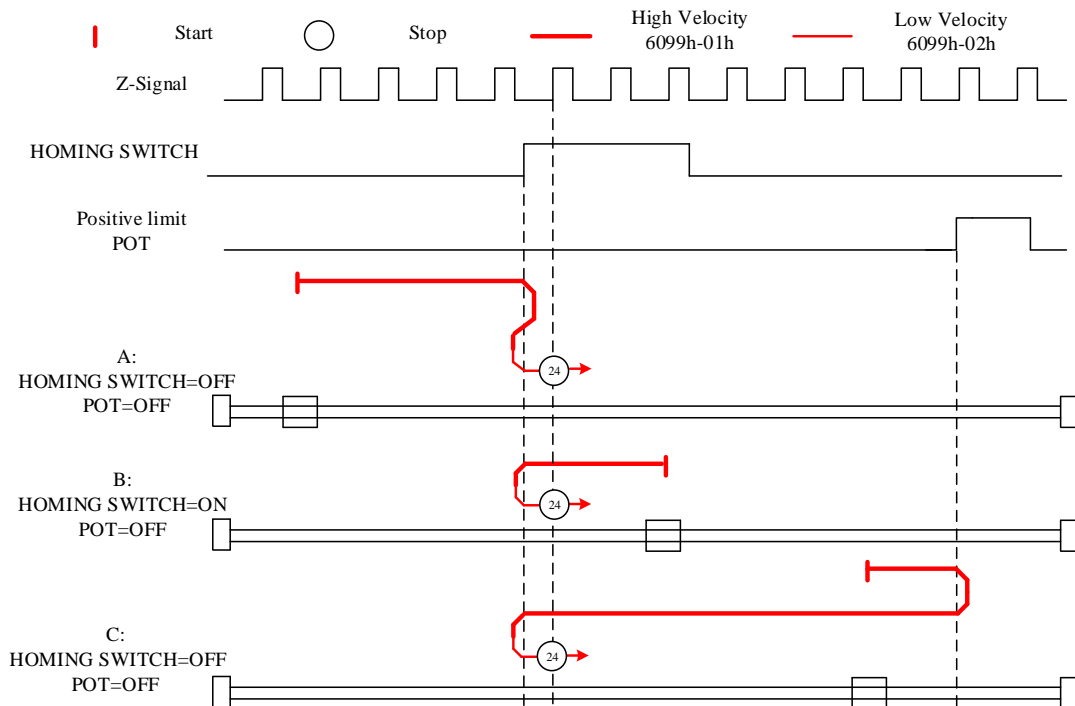 Start
Stop
High Velocity
6099h-01h
Low Velocity
6099h-02h
Z-Signal
HOMING SWITCH
Positive limit
POT
A:
HOMING SWITCH=OFF
POT=OFF
24
B:
HOMING SWITCH=ON
POT=OFF
24
C:
HOMING SWITCH=OFF
POT=OFF
24